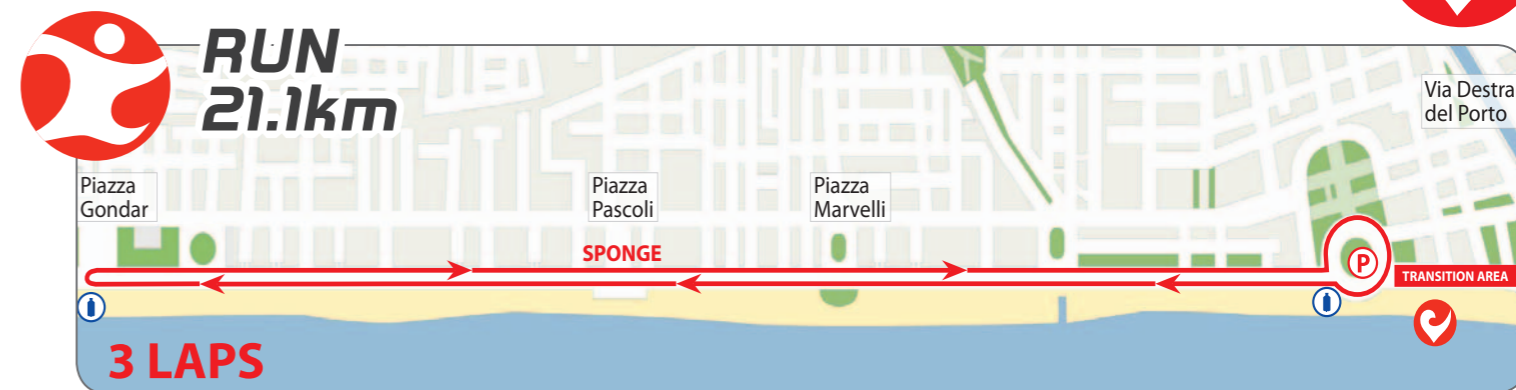 RUN
21.1km
Via Destra
del Porto
Piazza
Gondar
Piazza
Pascoli
Piazza
Marvelli
SPONGE
P
TRANSITION AREA
3 LAPS